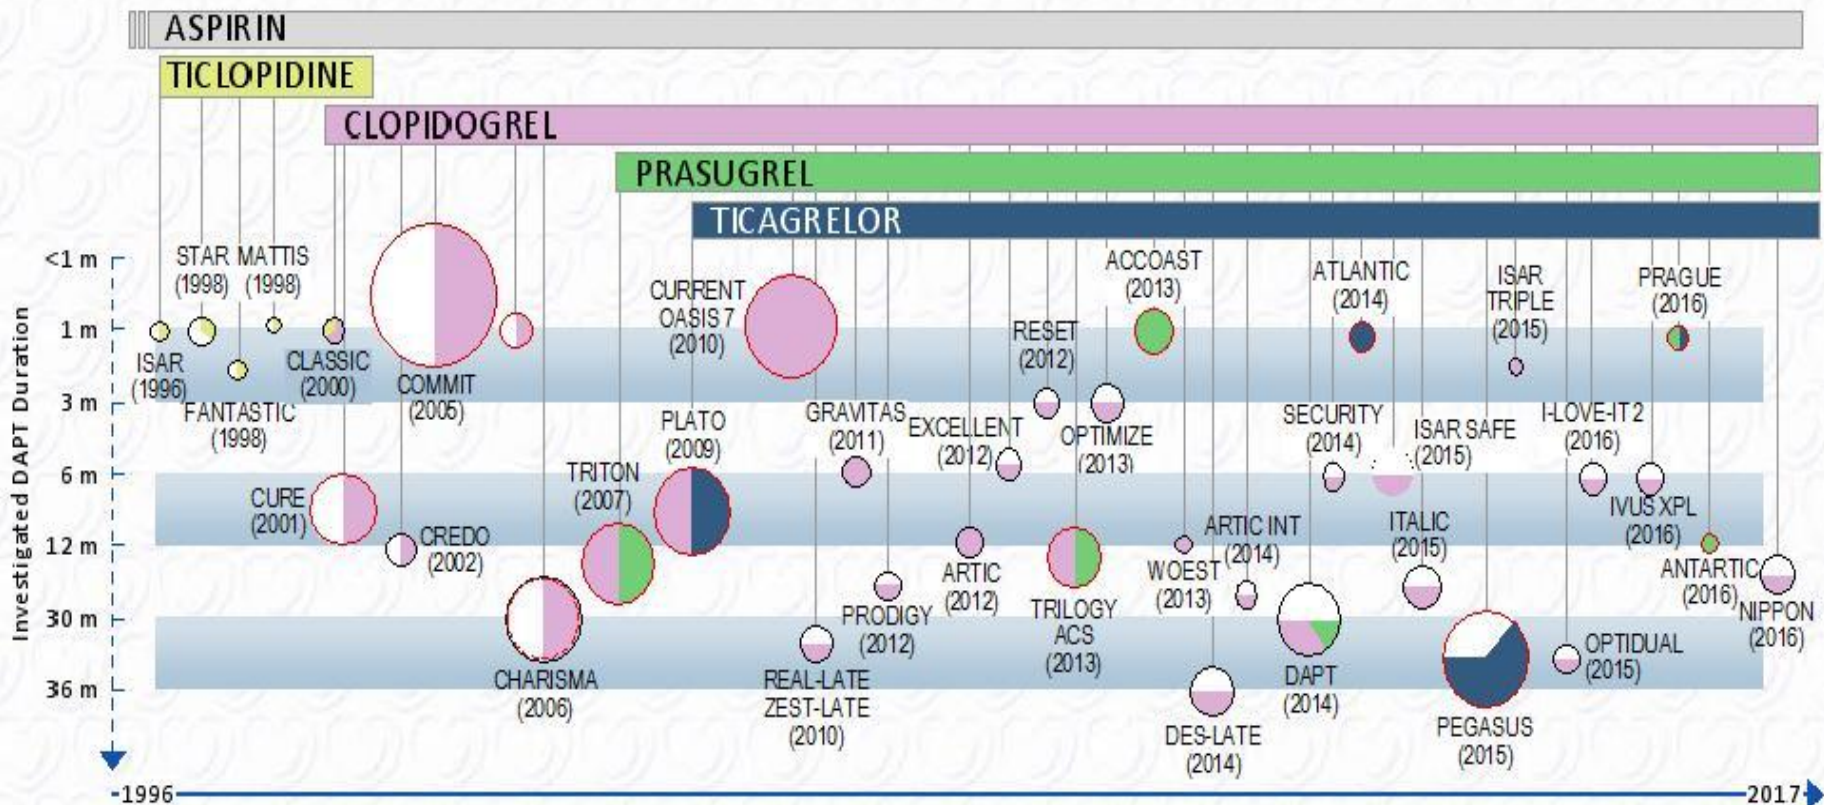 ASPIRIN
TICLOPIDINE
CLOPIDOGREL
PRASUGREL
TICAGRELOR
Investigated DAPT Duration
<1 m
1 m
3 m
6 m
12 m
30 m
36 m
ISAR
(1996)
STAR
(1998)
MATTIS
(1998)
FANTASTIC
(1998)
CLASSIC
(2000)
COMMIT
(2005)
CURE
(2001)
CREDO
(2002)
CHARISMA
(2006)
TRITON
(2007)
PLATO
(2009)
CURRENT
OASIS 7
(2010)
REAL-LATE
ZEST-LATE
(2010)
GRAVITAS
(2011)
PRODIGY
(2012)
EXCELLENT
(2012)
ARTIC
(2012)
RESET
(2012)
OPTIMIZE
(2013)
TRILOGY
ACS
(2013)
ACCOAST
(2013)
WOEST
(2013)
ARTIC INT
(2014)
DES-LATE
(2014)
SECURITY
(2014)
DAPT
(2014)
ATLANTIC
(2014)
ISAR SAFE
(2015)
ITALIC
(2015)
PEGASUS
(2015)
ISAR
TRIPLE
(2015)
OPTIDUAL
(2015)
I-LOVE-IT 2
(2016)
IVUS XPL
(2016)
PRAGUE
(2016)
ANTARTIC
(2016)
NIPPON
(2016)
1996
2017